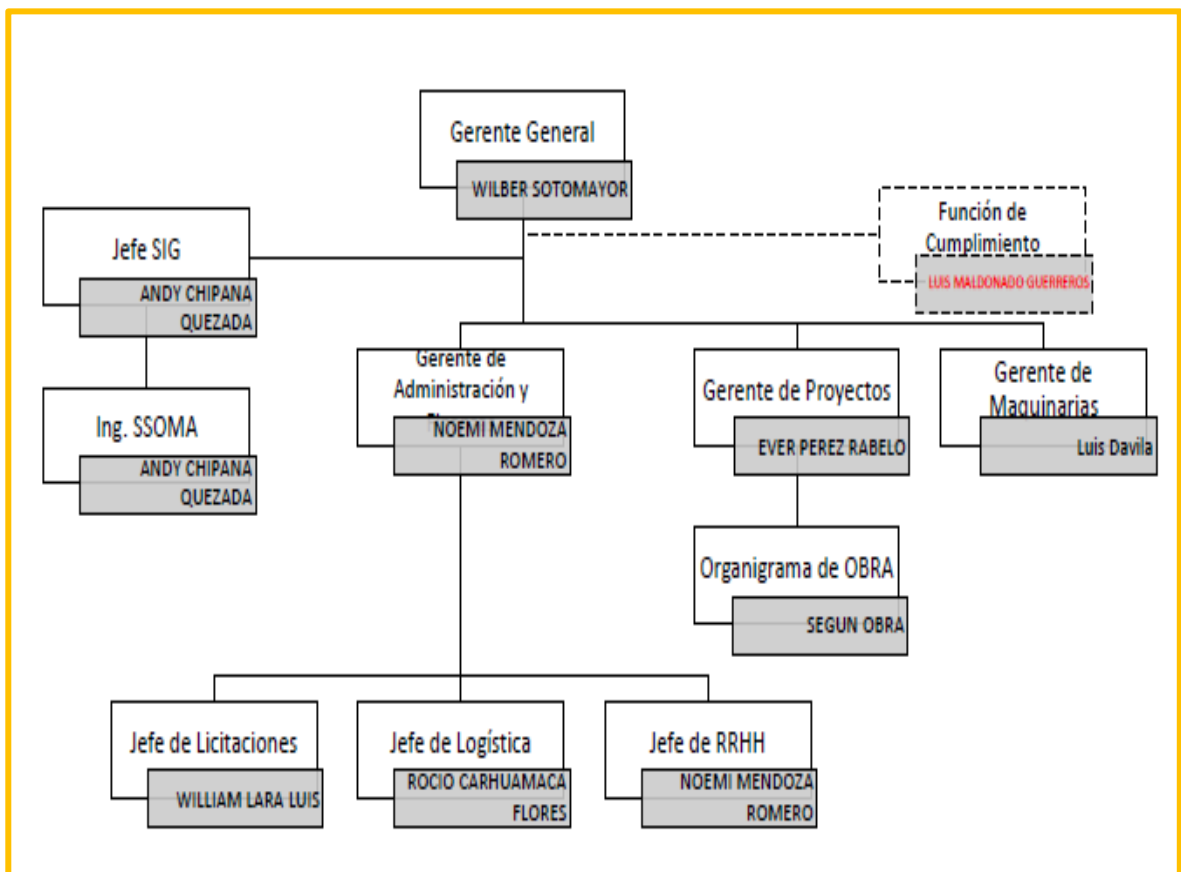 Gerente General
WILBER SOTOMAYOR
Función de
Cumplimiento
LUIS MALDONADO GUERREROS
Jefe SIG
ANDY CHIPANA
QUEZADA
Ing. SSOMA
ANDY CHIPANA
QUEZADA
Gerente de
Administración y
NOEMI MENDOZA
ROMERO
Gerente de Proyectos
EVER PEREZ RABELO
Gerente de
Maquinarias
Luis Davila
Organigrama de OBRA
SEGUN OBRA
Jefe de Licitaciones
WILLIAM LARA LUIS
Jefe de Logística
ROCIO CARHUAMACA
FLORES
Jefe de RRHH
NOEMI MENDOZA
ROMERO